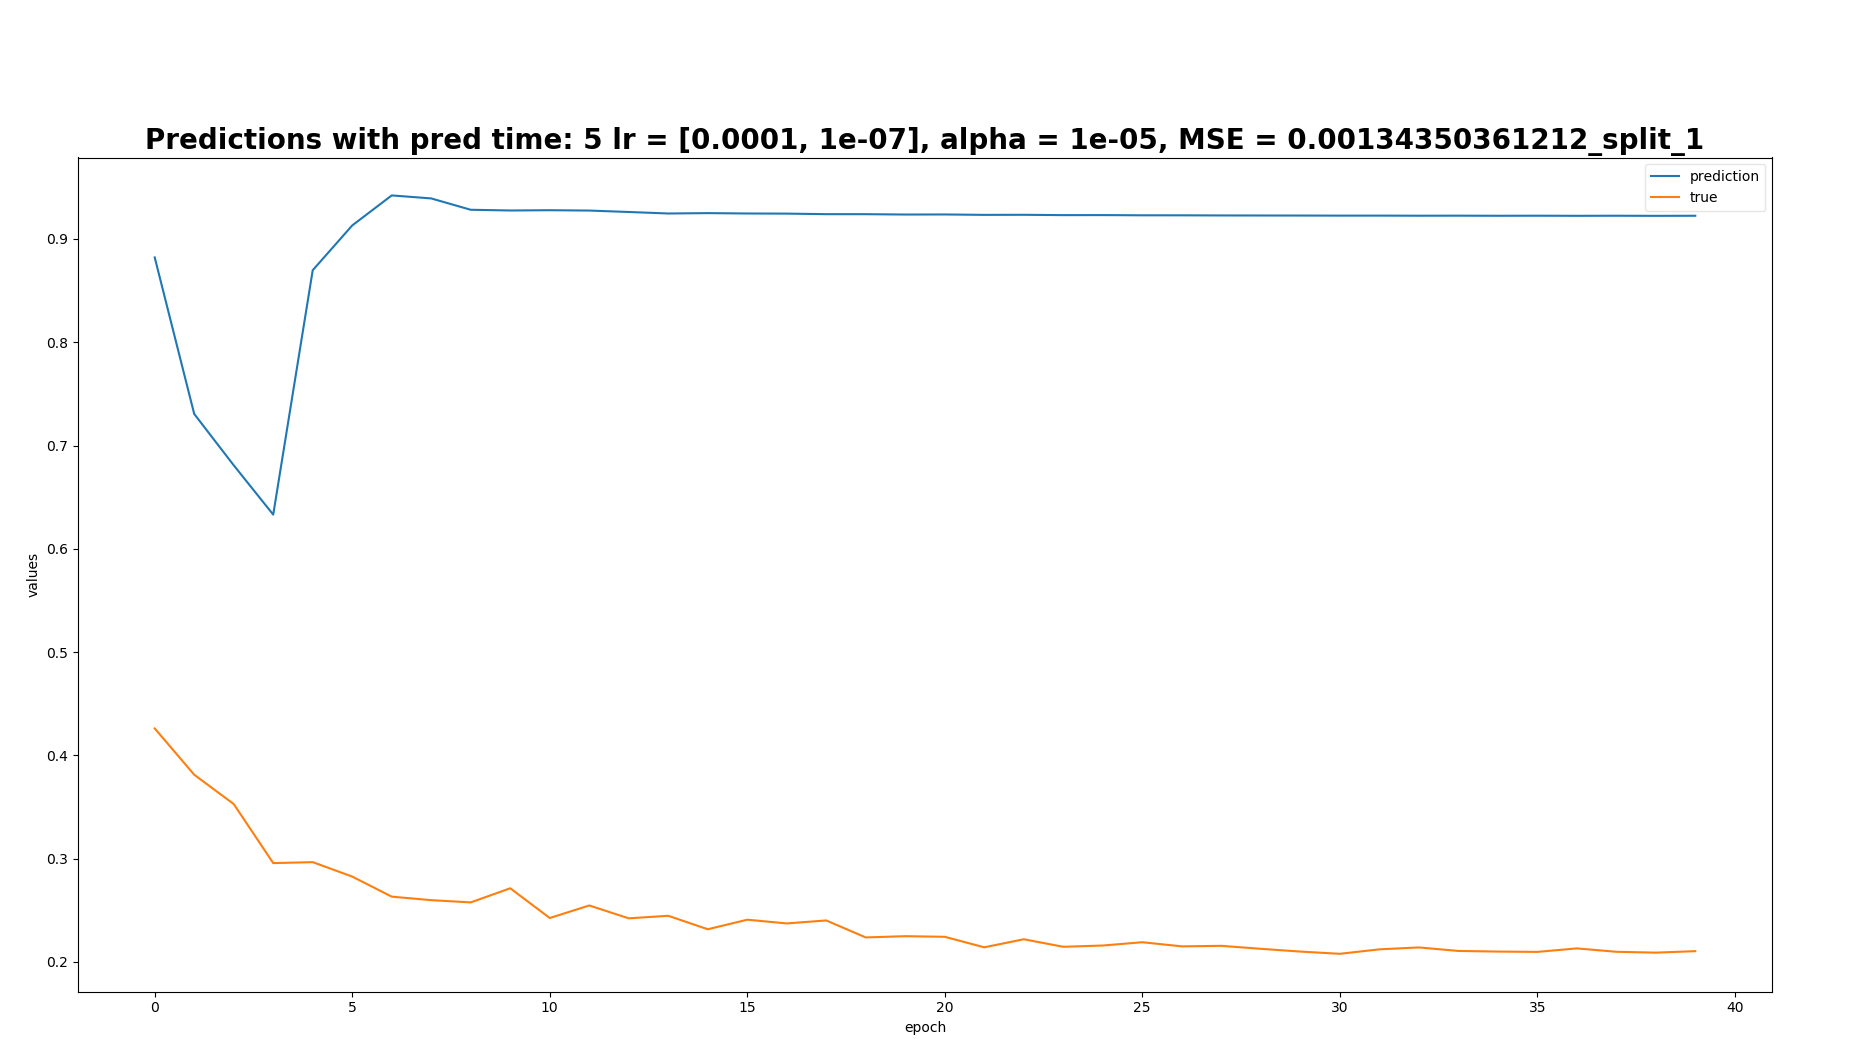 Predictions with pred time: 5 lr = [0.0001, 1e-07], alpha = 1e-05, MSE = 0.00134350361212_split_1
prediction
true
0.9
0.8
0.7
0.6
0.5
0.4
0.3
0.2
values
0 5 10 15 20 25 30 35 40
epoch